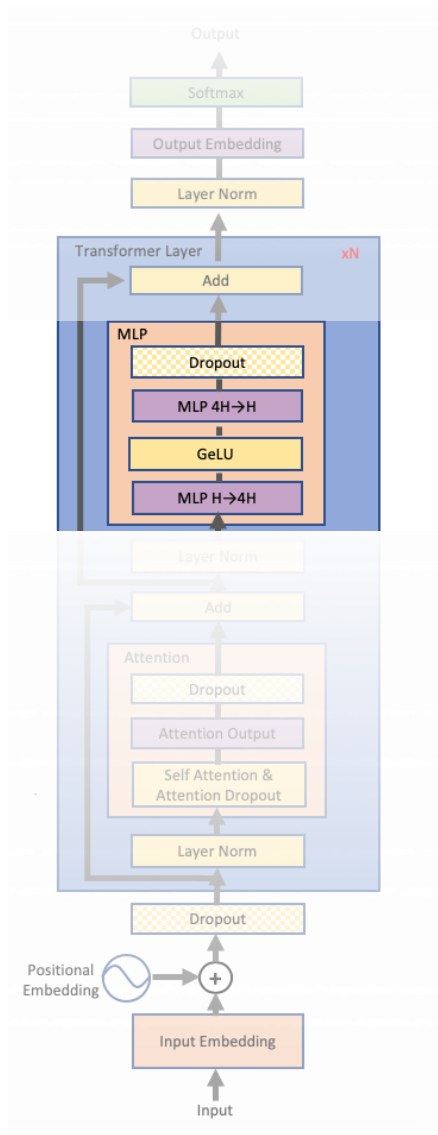 Output
Softmax
Output Embedding
Layer Norm
Transformer Layer
xN
Add
MLP
Dropout
MLP 4H→H
GeLU
MLP H→4H
Layer Norm
Add
Attention
Dropout
Attention Output
Self Attention &
Attention Dropout
Layer Norm
Dropout
Positional
Embedding
+
Input Embedding
Input